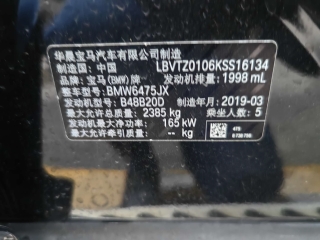 华晨宝马汽车有限公司制造
制造国：中国 LBVTZ0106KSS16134
品牌：宝马(BMW)牌 发动机排量：1998 mL
整车型号：BMW6475JX
发动机型号：B48B20D 制造年月：2019-03
最大允许总质量：2385 kg 乘坐人数：5
最大净功率：165 kW
最大允许牵引质量：-- kg
475